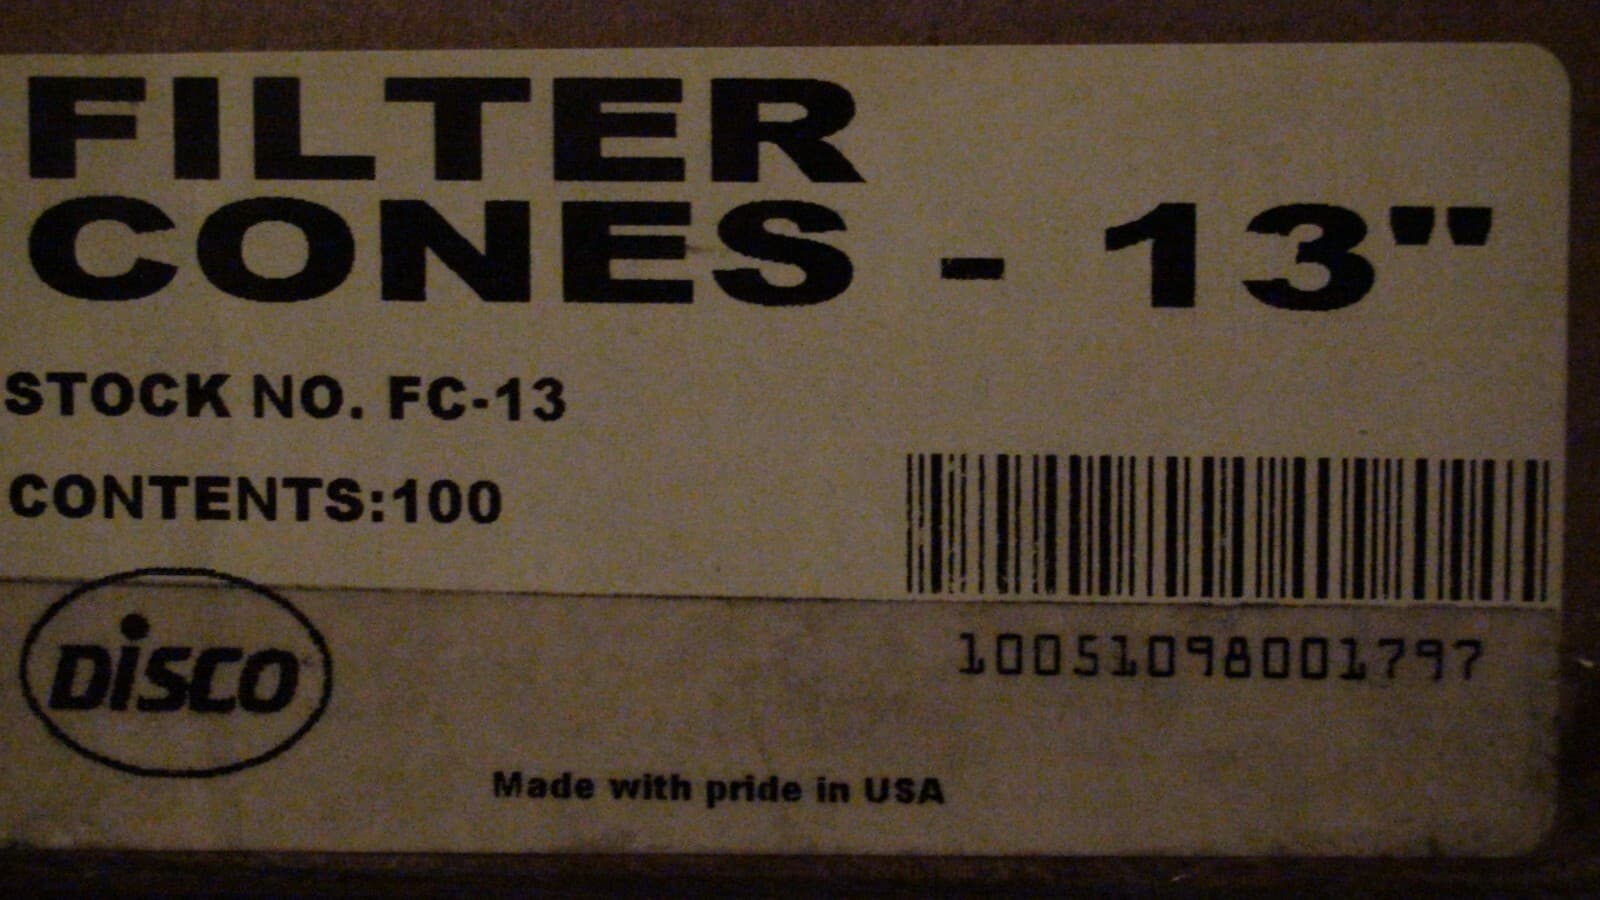 FILTER
CONES - 13"
STOCK NO. FC-13
CONTENTS:100
DiSCO
10051098001797
Made with pride in USA